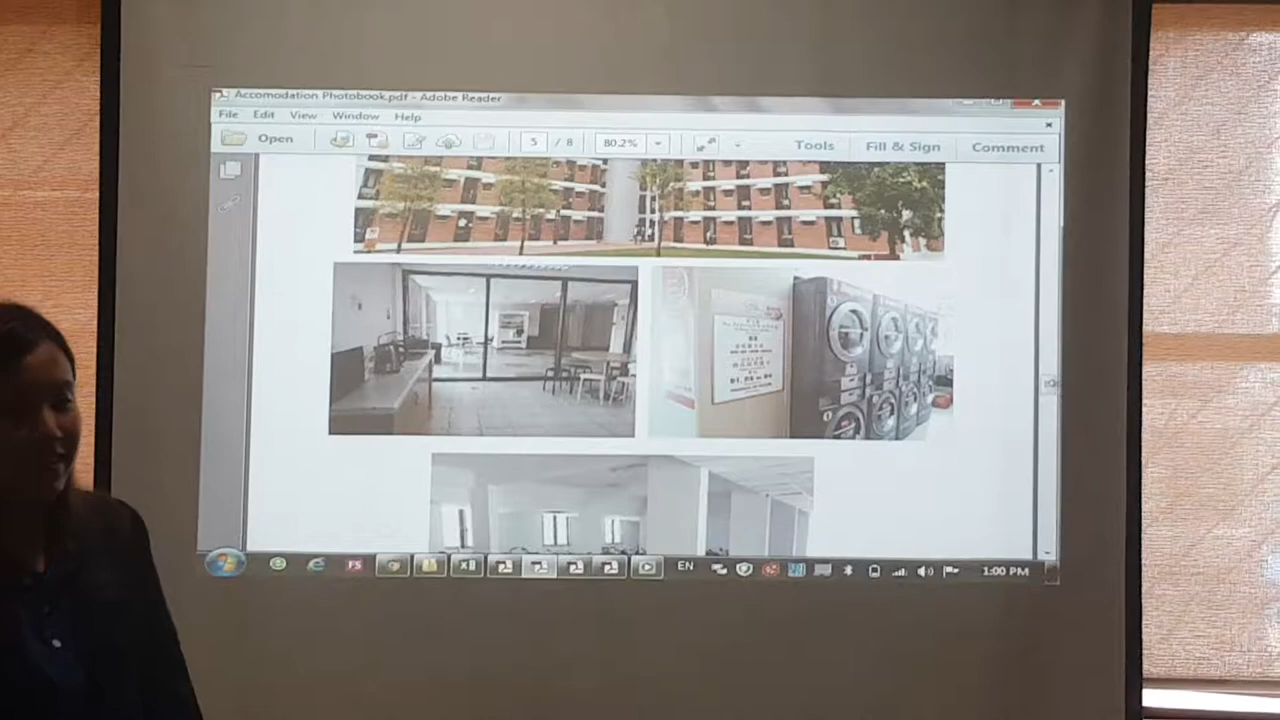 Accomodation Photobook.pdf - Adobe Reader
File Edit View Window Help
Open 5 / 8 80.2% Tools Fill & Sign Comment
FS
EN 1:00 PM